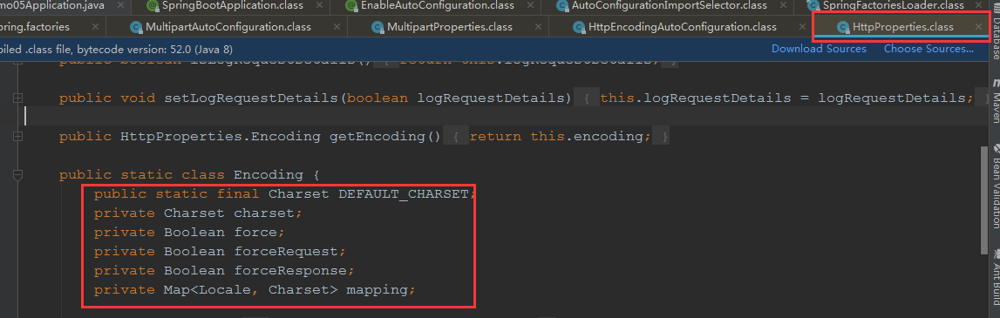 mo05Application.java SpringBootApplication.class EnableAutoConfiguration.class AutoConfigurationImportSelector.class SpringFactoriesLoader.class
pring.factories MultipartAutoConfiguration.class MultipartProperties.class HttpEncodingAutoConfiguration.class HttpProperties.class
piled .class file, bytecode version: 52.0 (Java 8) Download Sources Choose Sources...
public boolean isLogRequestDetails() { return this.logRequestDetails; }
public void setLogRequestDetails(boolean logRequestDetails) { this.logRequestDetails = logRequestDetails; }
public HttpProperties.Encoding getEncoding() { return this.encoding; }
public static class Encoding {
public static final Charset DEFAULT_CHARSET;
private Charset charset;
private Boolean force;
private Boolean forceRequest;
private Boolean forceResponse;
private Map<Locale, Charset> mapping;
Database
Maven
Bean Validation
Ant Build